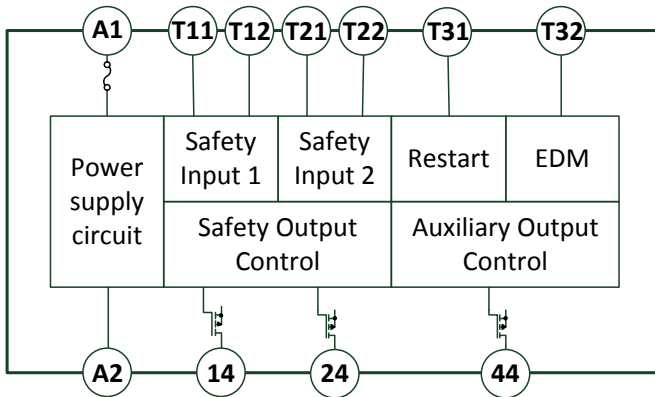 A1
T11
T12
T21
T22
T31
T32
Power
supply
circuit
Safety
Input 1
Safety
Input 2
Restart
EDM
Safety Output
Control
Auxiliary Output
Control
A2
14
24
44